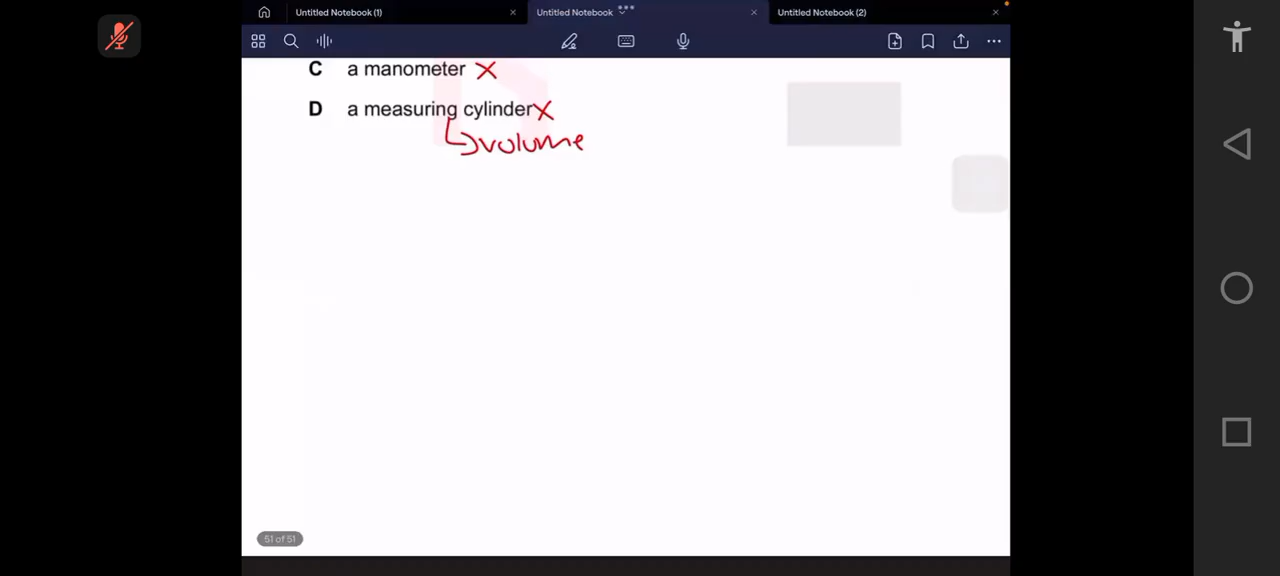 Untitled Notebook (1) Untitled Notebook Untitled Notebook (2)
C a manometer X
D a measuring cylinder X
volume
51 of 51